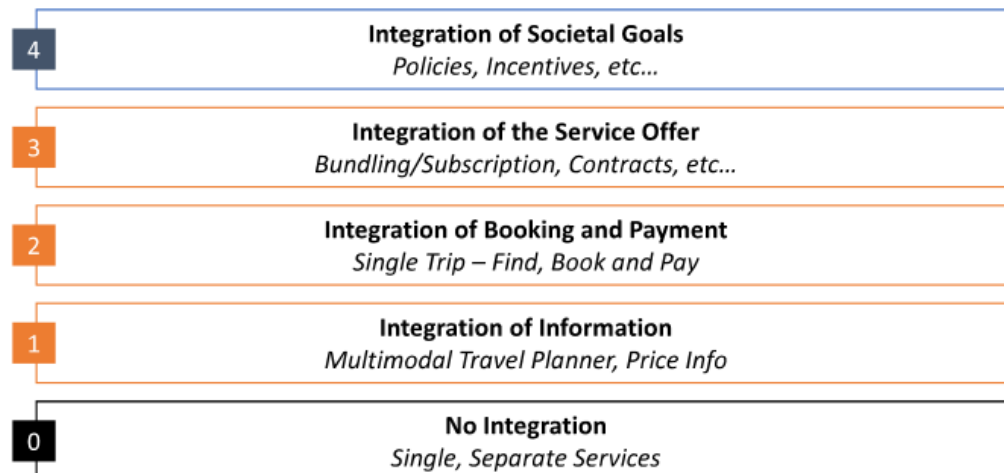 4
Integration of Societal Goals
Policies, Incentives, etc…
3
Integration of the Service Offer
Bundling/Subscription, Contracts, etc…
2
Integration of Booking and Payment
Single Trip – Find, Book and Pay
1
Integration of Information
Multimodal Travel Planner, Price Info
0
No Integration
Single, Separate Services